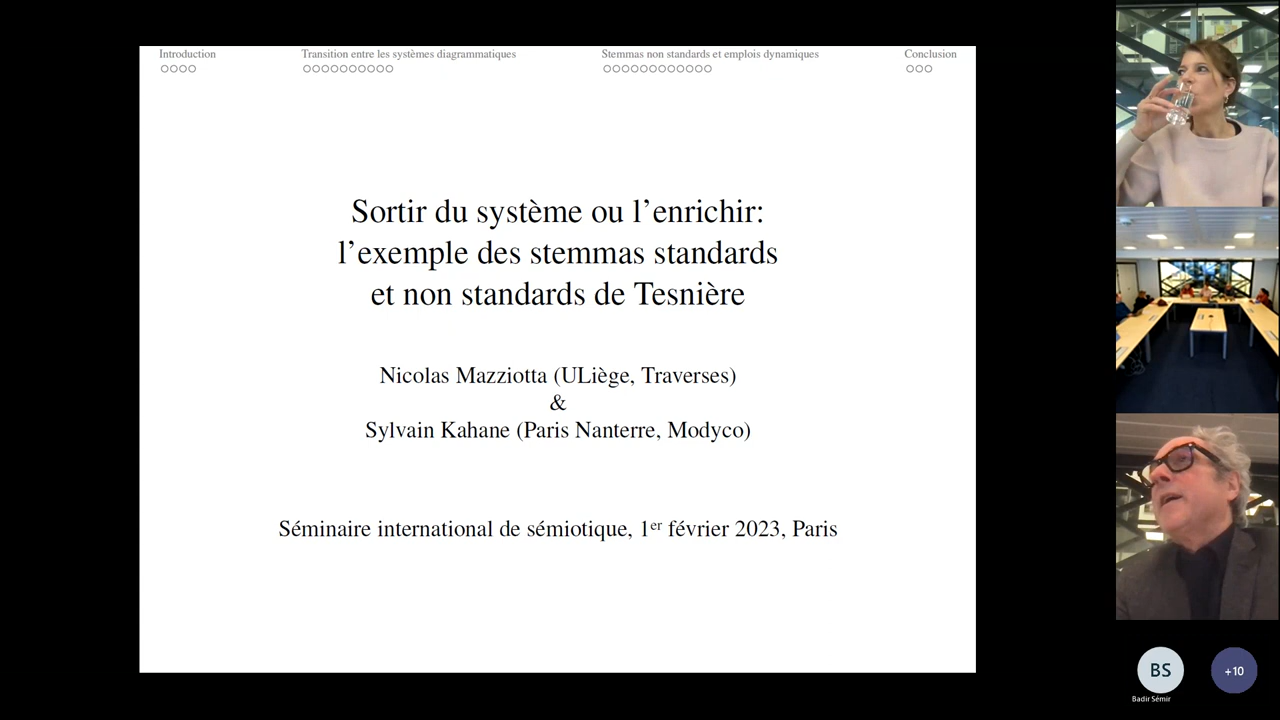 Introduction
Transition entre les systèmes diagrammatiques
Stemmas non standards et emplois dynamiques
Conclusion
Sortir du système ou l’enrichir:
l’exemple des stemmas standards
et non standards de Tesnière
Nicolas Mazziotta (ULiège, Traverses)
&
Sylvain Kahane (Paris Nanterre, Modyco)
Séminaire international de sémiotique, 1er février 2023, Paris
BS
+10
Badir Sémir